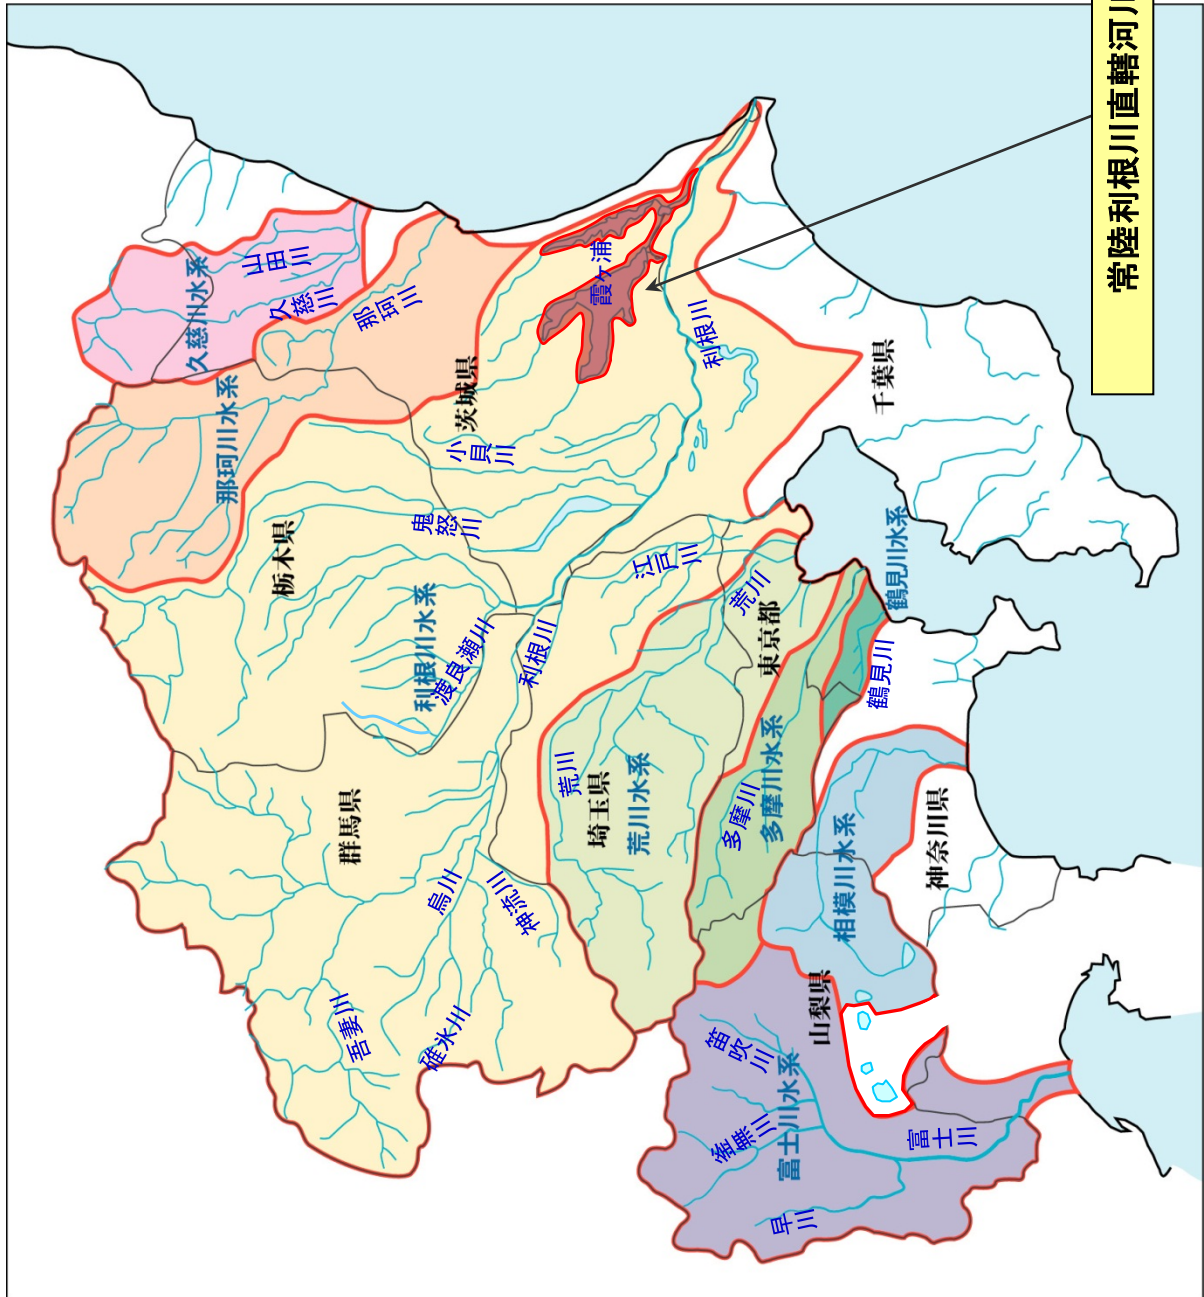 常陸利根川直轄河川
久慈川水系
山田川
久慈川
那珂川
那珂川水系
茨城県
霞ヶ浦
利根川
千葉県
小貝川
鬼怒川
栃木県
利根川水系
渡良瀬川
利根川
江戸川
荒川
東京都
鶴見川水系
鶴見川
群馬県
荒川
埼玉県
荒川水系
多摩川
多摩川水系
烏川
神流川
相模川水系
神奈川県
吾妻川
碓氷川
山梨県
笛吹川
富士川水系
釜無川
富士川
早川